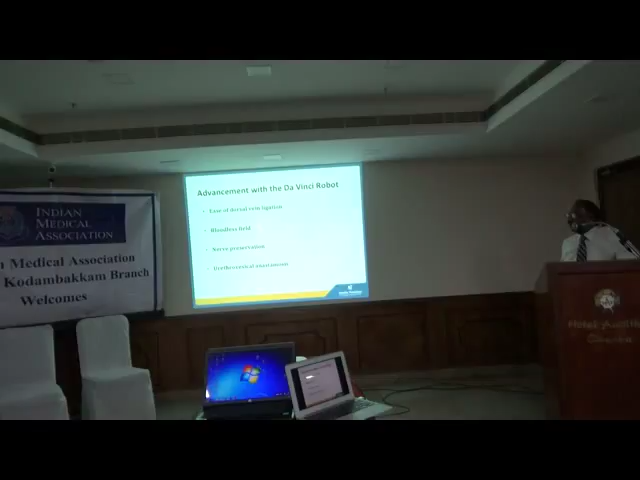 INDIAN
MEDICAL
ASSOCIATION
n Medical Association
Kodambakkam Branch
Welcomes
Advancement with the Da Vinci Robot
• Ease of dorsal vein ligation
• Bloodless field
• Nerve preservation
• Urethrovesical anastomosis